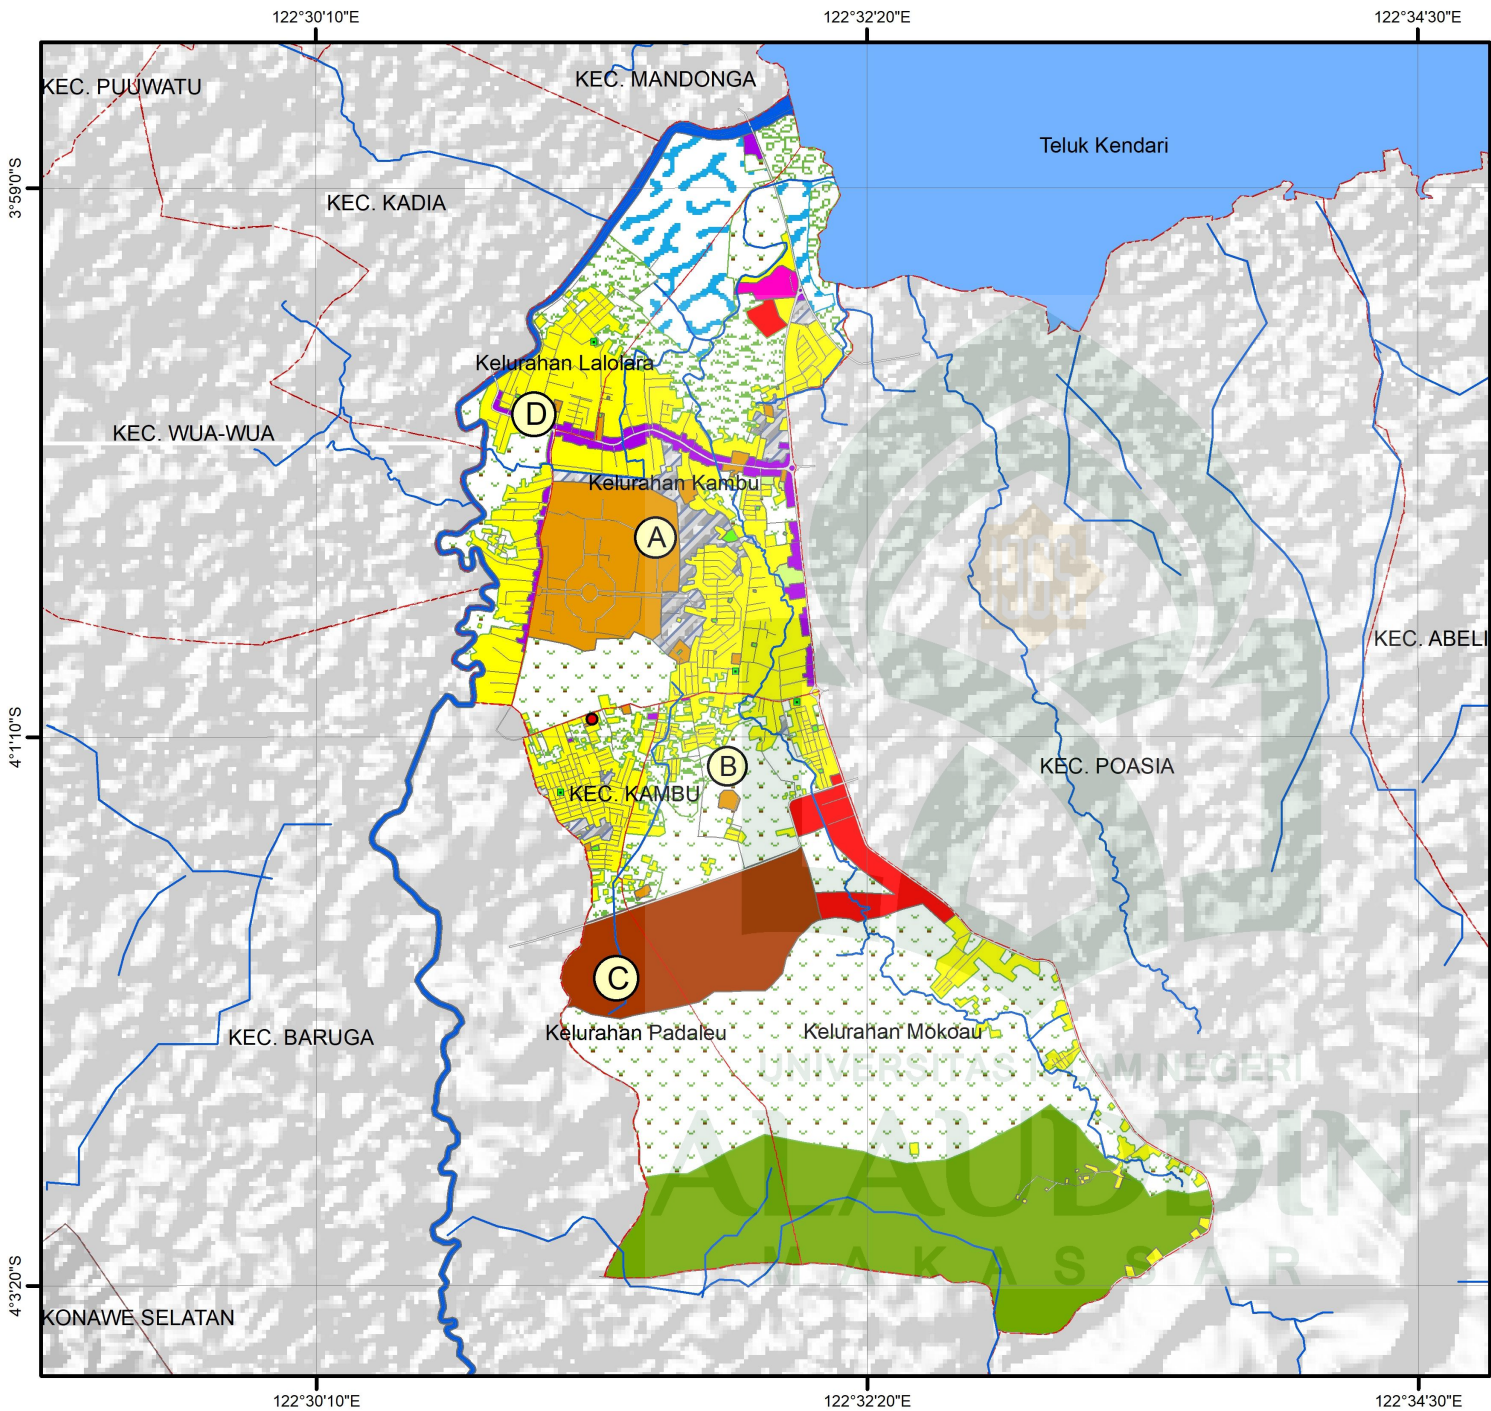 122°30'10"E
122°32'20"E
122°34'30"E
KEC. PUUWATU
KEC. MANDONGA
Teluk Kendari
3°59'0"S
KEC. KADIA
Kelurahan Lalolara
D
KEC. WUA-WUA
Kelurahan Kambu
A
KEC. ABELI
4°1'10"S
B
KEC. POASIA
KEC. KAMBU
C
KEC. BARUGA
Kelurahan Padaleu
Kelurahan Mokoau
UNIVERSITAS ISLAM NEGERI
ALAUDDIN
MAKASSAR
4°3'20"S
KONAWE SELATAN
122°30'10"E
122°32'20"E
122°34'30"E